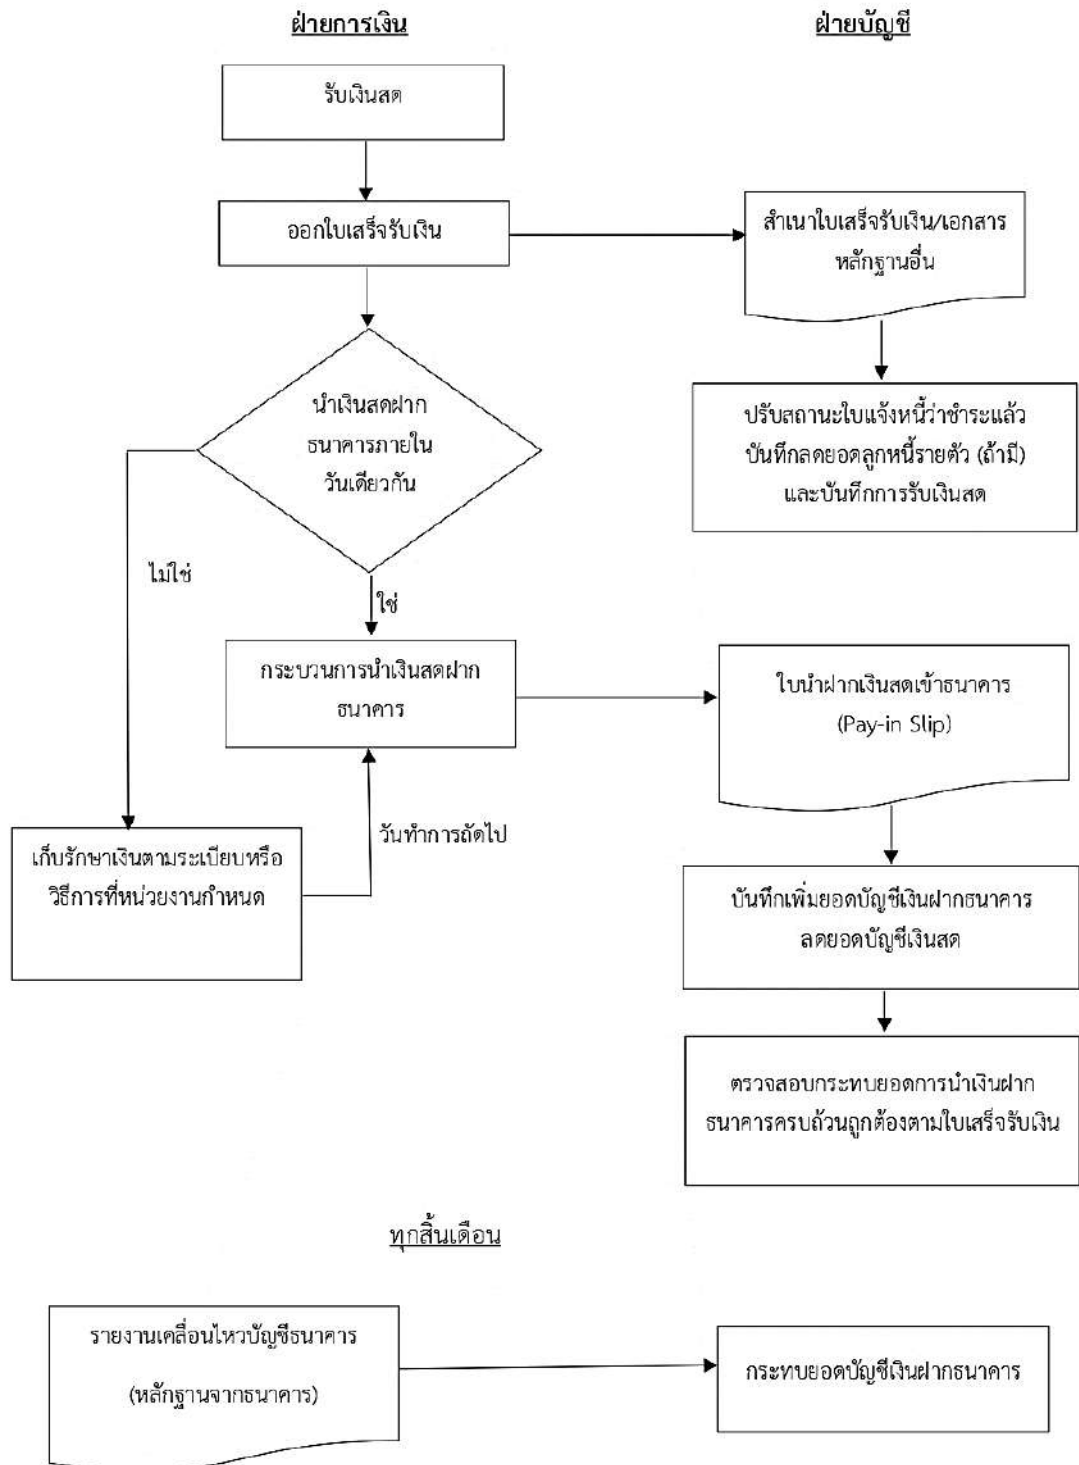 ฝ่ายการเงิน
ฝ่ายบัญชี
รับเงินสด
ออกใบเสร็จรับเงิน
สำเนาใบเสร็จรับเงิน/เอกสาร
หลักฐานอื่น
นำเงินสดฝาก
ธนาคารภายใน
วันเดียวกัน
ปรับสถานะใบแจ้งหนี้ว่าชำระแล้ว
บันทึกลดยอดลูกหนี้รายตัว (ถ้ามี)
และบันทึกการรับเงินสด
ไม่ใช่
ใช่
กระบวนการนำเงินสดฝาก
ธนาคาร
ใบนำฝากเงินสดเข้าธนาคาร
(Pay-in Slip)
วันทำการถัดไป
เก็บรักษาเงินตามระเบียบหรือ
วิธีการที่หน่วยงานกำหนด
บันทึกเพิ่มยอดบัญชีเงินฝากธนาคาร
ลดยอดบัญชีเงินสด
ตรวจสอบกระทบยอดการนำเงินฝาก
ธนาคารครบถ้วนถูกต้องตามใบเสร็จรับเงิน
ทุกสิ้นเดือน
รายงานเคลื่อนไหวบัญชีธนาคาร
(หลักฐานจากธนาคาร)
กระทบยอดบัญชีเงินฝากธนาคาร